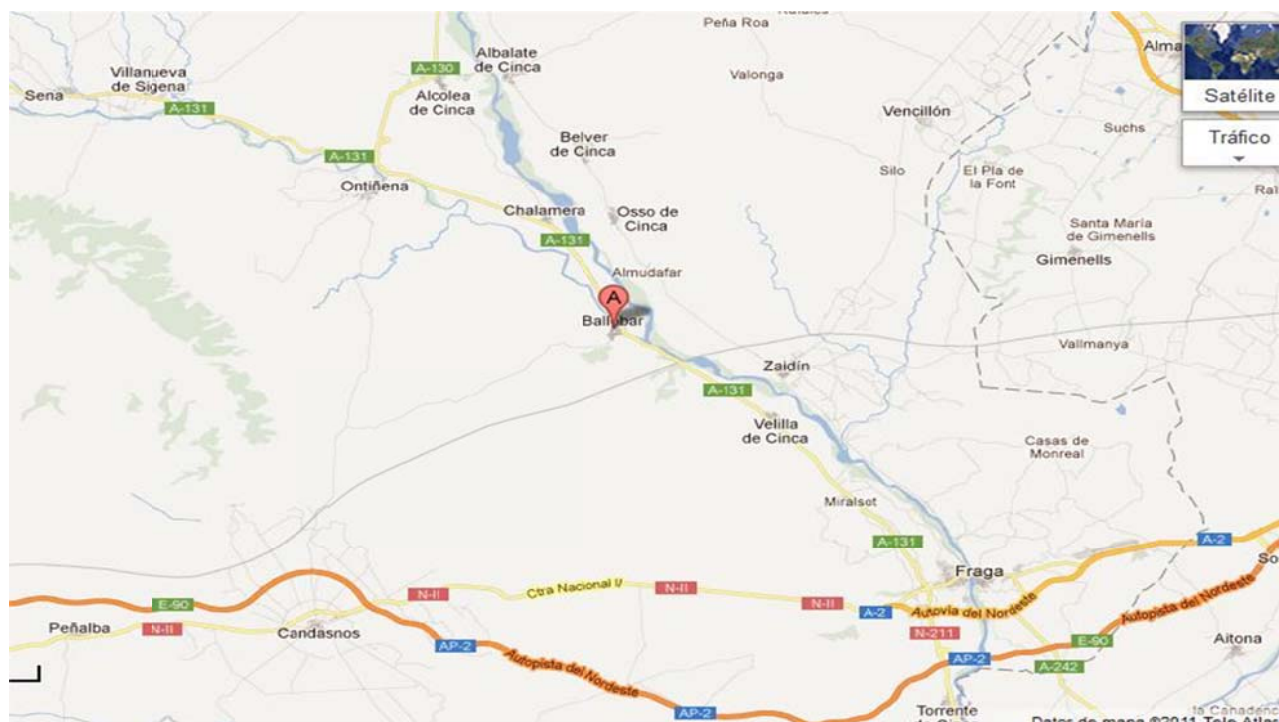 Peña Roa
Albalate
de Cinca
A-130
Villanueva
de Sigena
Sena
A-131
Alcolea
de Cinca
Valonga
Satélite
Tráfico
Vencillón
Suchs
Belver
de Cinca
A-131
Ontiñena
Silo
El Pla de
la Font
Chalamera
Osso de
Cinca
A-131
Santa María
de Gimenells
Gimenells
Almudafar
A
Ballobar
Vallmanya
Zaidín
A-131
Velilla
de Cinca
Casas de
Monreal
Miralsot
A-131
A-2
Fraga
Ctra Nacional I/
N-II
N-II
N-II
A-2
Autovía del Nordeste
Autopista del Nordeste
E-90
Peñalba
N-II
Candasnos
N-211
E-90
Aitona
AP-2
Autopista del Nordeste
AP-2
A-242
AP-2
Torrente